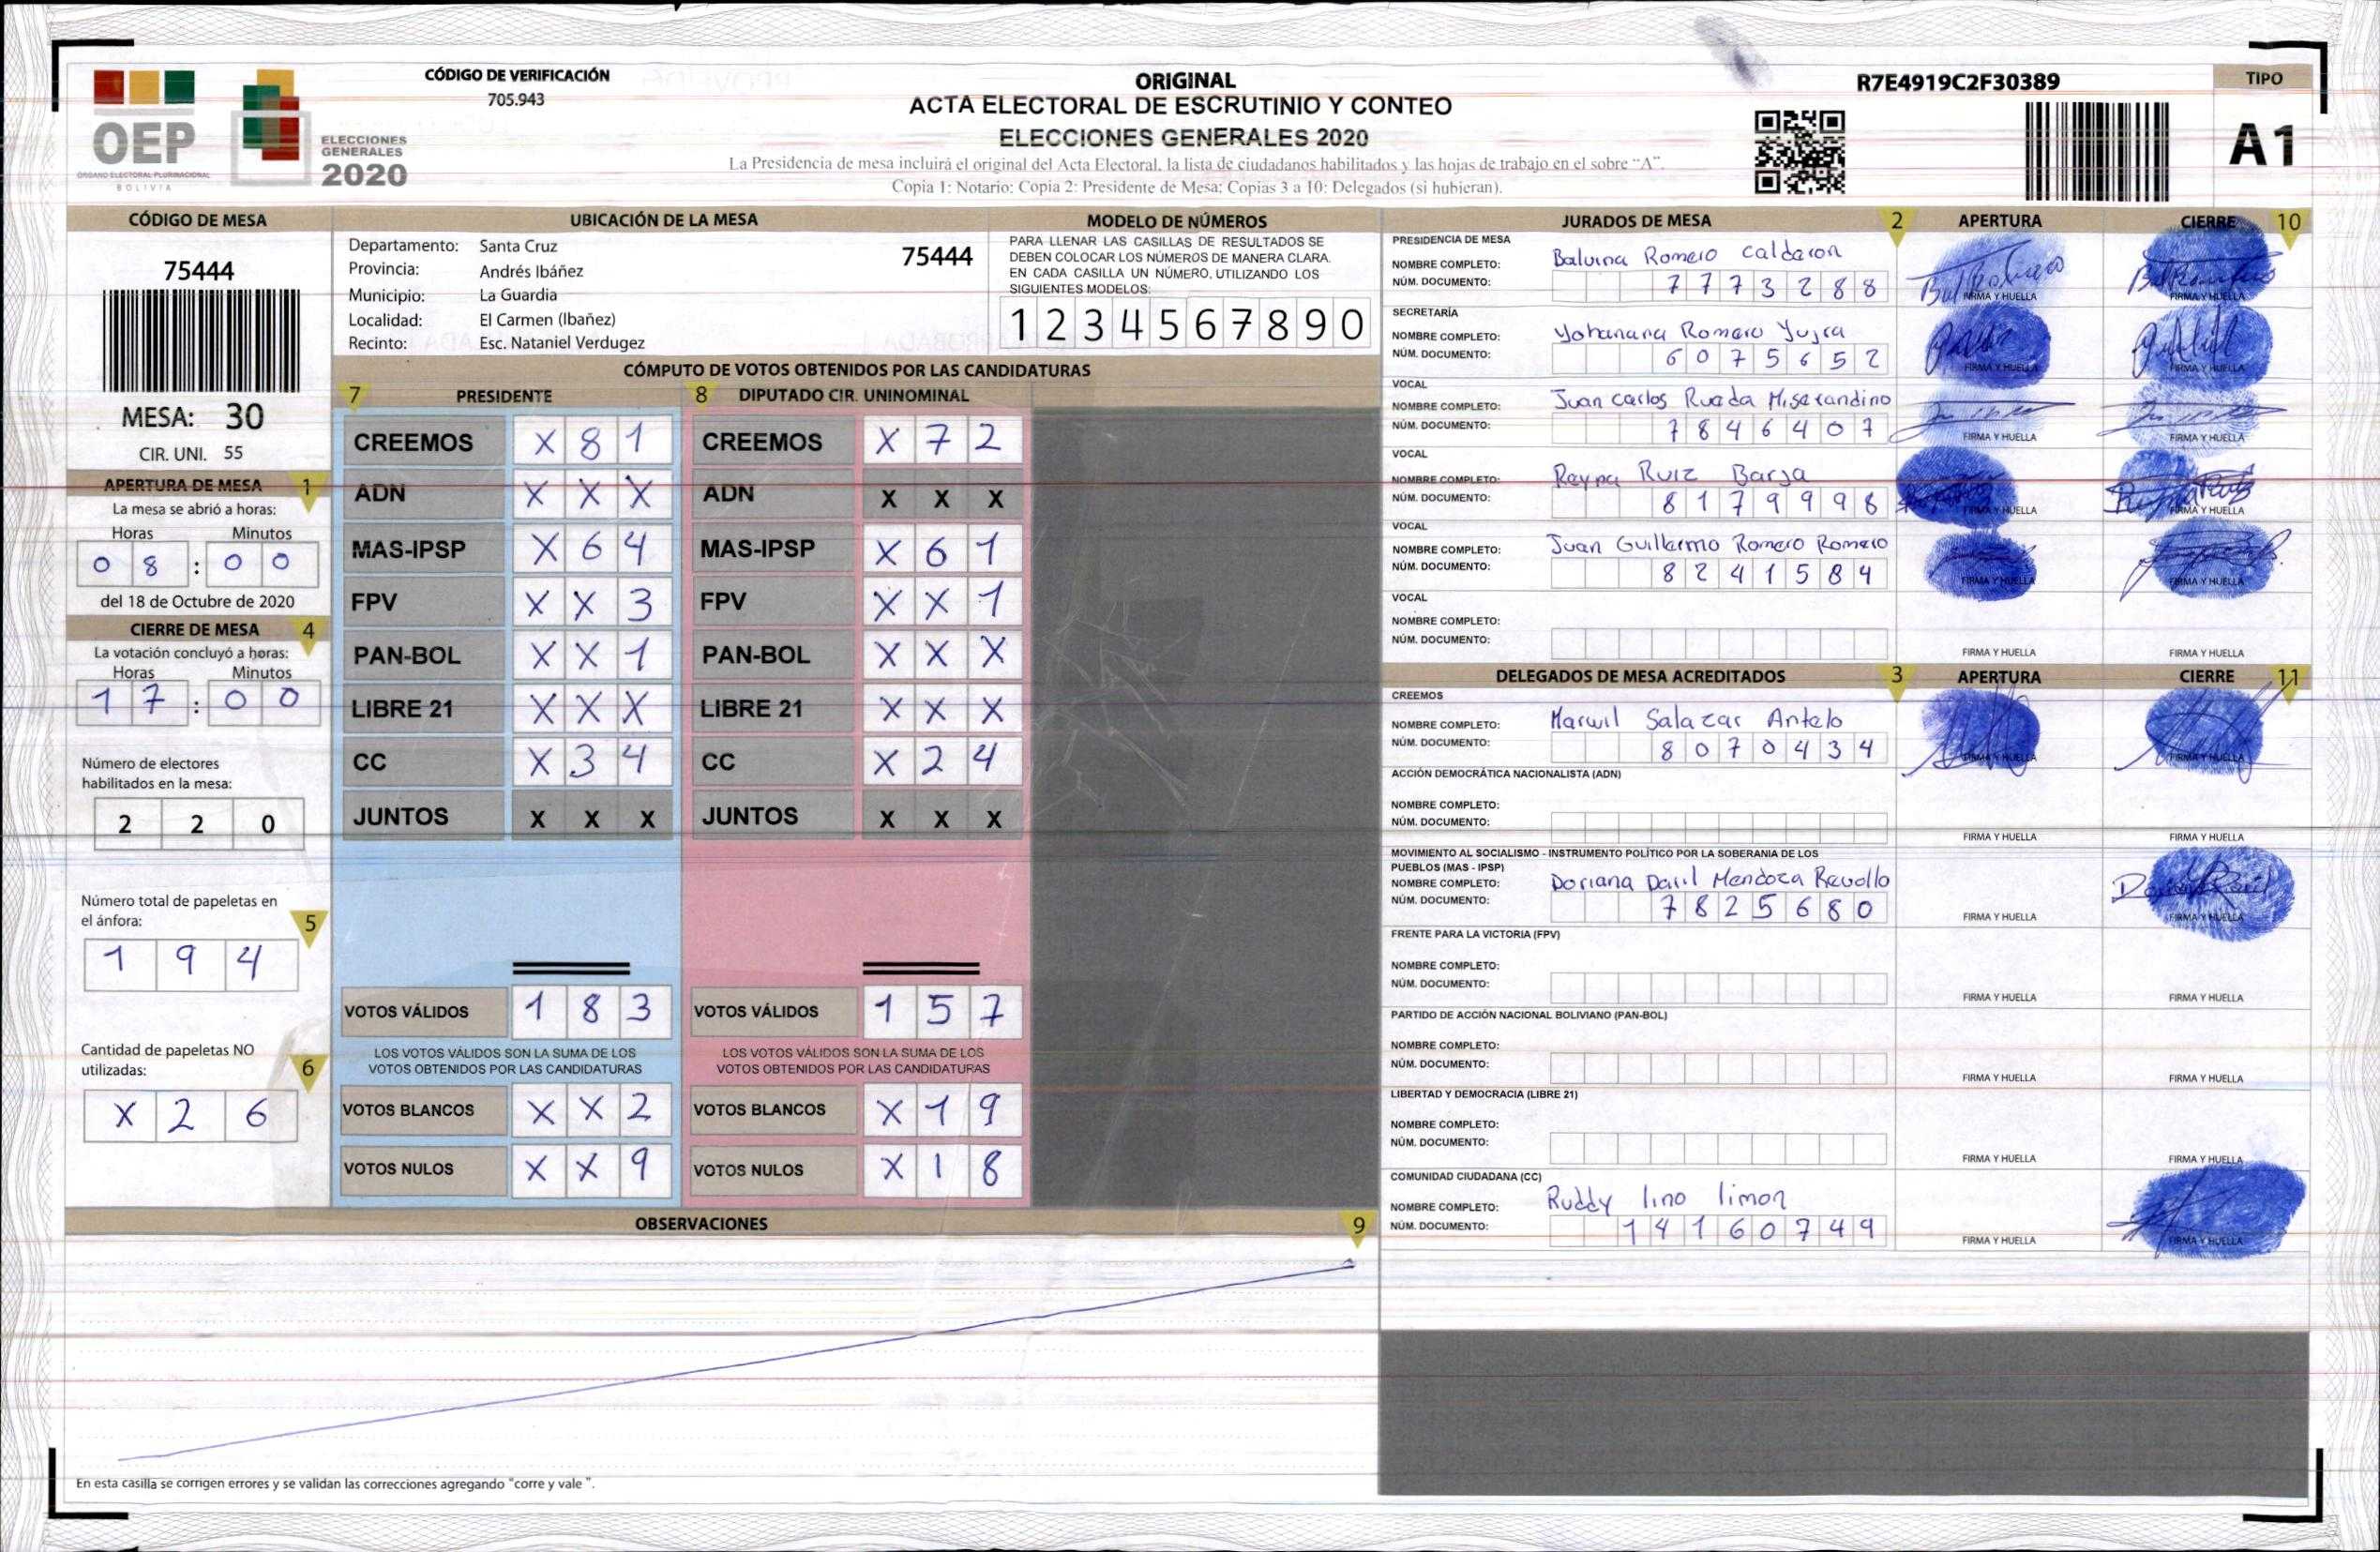 CÓDIGO DE VERIFICACIÓN
705.943
OEP
ÓRGANO ELECTORAL PLURINACIONAL
BOLIVIA
ELECCIONES
GENERALES
2020
ORIGINAL
ACTA ELECTORAL DE ESCRUTINIO Y CONTEO
ELECCIONES GENERALES 2020
La Presidencia de mesa incluirá el original del Acta Electoral, la lista de ciudadanos habilitados y las hojas de trabajo en el sobre "A".
Copia 1: Notario; Copia 2: Presidente de Mesa; Copias 3 a 10: Delegados (si hubieran).
R7E4919C2F30389
TIPO
A1
CÓDIGO DE MESA
75444
MESA: 30
CIR. UNI. 55
APERTURA DE MESA 1
La mesa se abrió a horas:
Horas Minutos
0 8 : 0 0
del 18 de Octubre de 2020
CIERRE DE MESA 4
La votación concluyó a horas:
Horas Minutos
1 7 : 0 0
Número de electores
habilitados en la mesa:
2 2 0
Número total de papeletas en
el ánfora: 5
1 9 4
Cantidad de papeletas NO
utilizadas: 6
X 2 6
UBICACIÓN DE LA MESA
Departamento: Santa Cruz 75444
Provincia: Andrés Ibáñez
Municipio: La Guardia
Localidad: El Carmen (Ibañez)
Recinto: Esc. Nataniel Verdugez
MODELO DE NÚMEROS
PARA LLENAR LAS CASILLAS DE RESULTADOS SE
DEBEN COLOCAR LOS NÚMEROS DE MANERA CLARA.
EN CADA CASILLA UN NÚMERO, UTILIZANDO LOS
SIGUIENTES MODELOS:
1 2 3 4 5 6 7 8 9 0
CÓMPUTO DE VOTOS OBTENIDOS POR LAS CANDIDATURAS
7 PRESIDENTE
CREEMOS X 8 1
ADN X X X
MAS-IPSP X 6 4
FPV X X 3
PAN-BOL X X 1
LIBRE 21 X X X
CC X 3 4
JUNTOS X X X
VOTOS VÁLIDOS 1 8 3
LOS VOTOS VÁLIDOS SON LA SUMA DE LOS
VOTOS OBTENIDOS POR LAS CANDIDATURAS
VOTOS BLANCOS X X 2
VOTOS NULOS X X 9
8 DIPUTADO CIR. UNINOMINAL
CREEMOS X 7 2
ADN X X X
MAS-IPSP X 6 1
FPV X X 1
PAN-BOL X X X
LIBRE 21 X X X
CC X 2 4
JUNTOS X X X
VOTOS VÁLIDOS 1 5 7
LOS VOTOS VÁLIDOS SON LA SUMA DE LOS
VOTOS OBTENIDOS POR LAS CANDIDATURAS
VOTOS BLANCOS X 1 9
VOTOS NULOS X 1 8
OBSERVACIONES 9
En esta casilla se corrigen errores y se validan las correcciones agregando "corre y vale ".
JURADOS DE MESA 2 APERTURA CIERRE 10
PRESIDENCIA DE MESA
NOMBRE COMPLETO: Balvina Romero Calderon
NÚM. DOCUMENTO: 7 7 7 3 2 8 8
FIRMA Y HUELLA FIRMA Y HUELLA
SECRETARÍA
NOMBRE COMPLETO: Yohanana Romero Yujra
NÚM. DOCUMENTO: 6 0 7 5 6 5 2
FIRMA Y HUELLA FIRMA Y HUELLA
VOCAL
NOMBRE COMPLETO: Juan Carlos Rueda Miserandino
NÚM. DOCUMENTO: 7 8 4 6 4 0 7
FIRMA Y HUELLA FIRMA Y HUELLA
VOCAL
NOMBRE COMPLETO: Reyna Ruiz Barja
NÚM. DOCUMENTO: 8 1 7 9 9 9 8
FIRMA Y HUELLA FIRMA Y HUELLA
VOCAL
NOMBRE COMPLETO: Juan Guillermo Romero Romero
NÚM. DOCUMENTO: 8 2 4 1 5 8 4
FIRMA Y HUELLA FIRMA Y HUELLA
VOCAL
NOMBRE COMPLETO:
NÚM. DOCUMENTO:
FIRMA Y HUELLA FIRMA Y HUELLA
DELEGADOS DE MESA ACREDITADOS 3 APERTURA CIERRE 11
CREEMOS
NOMBRE COMPLETO: Marwil Salazar Antelo
NÚM. DOCUMENTO: 8 0 7 0 4 3 4
FIRMA Y HUELLA FIRMA Y HUELLA
ACCIÓN DEMOCRÁTICA NACIONALISTA (ADN)
NOMBRE COMPLETO:
NÚM. DOCUMENTO:
FIRMA Y HUELLA FIRMA Y HUELLA
MOVIMIENTO AL SOCIALISMO - INSTRUMENTO POLÍTICO POR LA SOBERANIA DE LOS
PUEBLOS (MAS - IPSP)
NOMBRE COMPLETO: Doriana Daril Mendoza Revollo
NÚM. DOCUMENTO: 7 8 2 5 6 8 0
FIRMA Y HUELLA FIRMA Y HUELLA
FRENTE PARA LA VICTORIA (FPV)
NOMBRE COMPLETO:
NÚM. DOCUMENTO:
FIRMA Y HUELLA FIRMA Y HUELLA
PARTIDO DE ACCIÓN NACIONAL BOLIVIANO (PAN-BOL)
NOMBRE COMPLETO:
NÚM. DOCUMENTO:
FIRMA Y HUELLA FIRMA Y HUELLA
LIBERTAD Y DEMOCRACIA (LIBRE 21)
NOMBRE COMPLETO:
NÚM. DOCUMENTO:
FIRMA Y HUELLA FIRMA Y HUELLA
COMUNIDAD CIUDADANA (CC)
NOMBRE COMPLETO: Ruddy lino limon
NÚM. DOCUMENTO: 1 4 1 6 0 7 4 9
FIRMA Y HUELLA FIRMA Y HUELLA